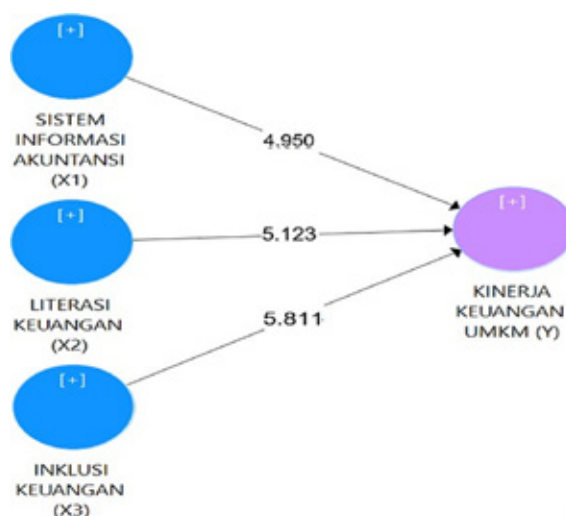 [+]
SISTEM
INFORMASI
AKUNTANSI
(X1)
4.950
[+]
LITERASI
KEUANGAN
(X2)
5.123
[+]
INKLUSI
KEUANGAN
(X3)
5.811
[+]
KINERJA
KEUANGAN
UMKM (Y)